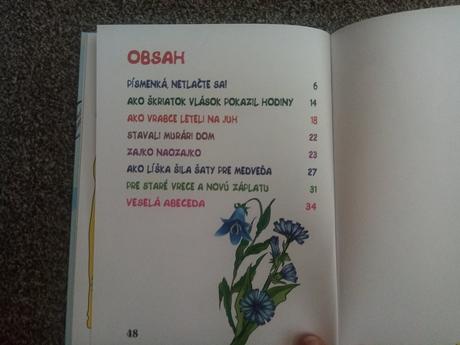 OBSAH
PÍSMENKÁ, NETLAČTE SA! 6
AKO ŠKRIATOK VLÁSOK POKAZIL HODINY 14
AKO VRABCE LETELI NA JUH 18
STAVALI MURÁRI DOM 22
ZAJKO NAOZAJKO 23
AKO LÍŠKA ŠILA ŠATY PRE MEDVEĎA 27
PRE STARÉ VRECE A NOVÚ ZÁPLATU 31
VESELÁ ABECEDA 34
48